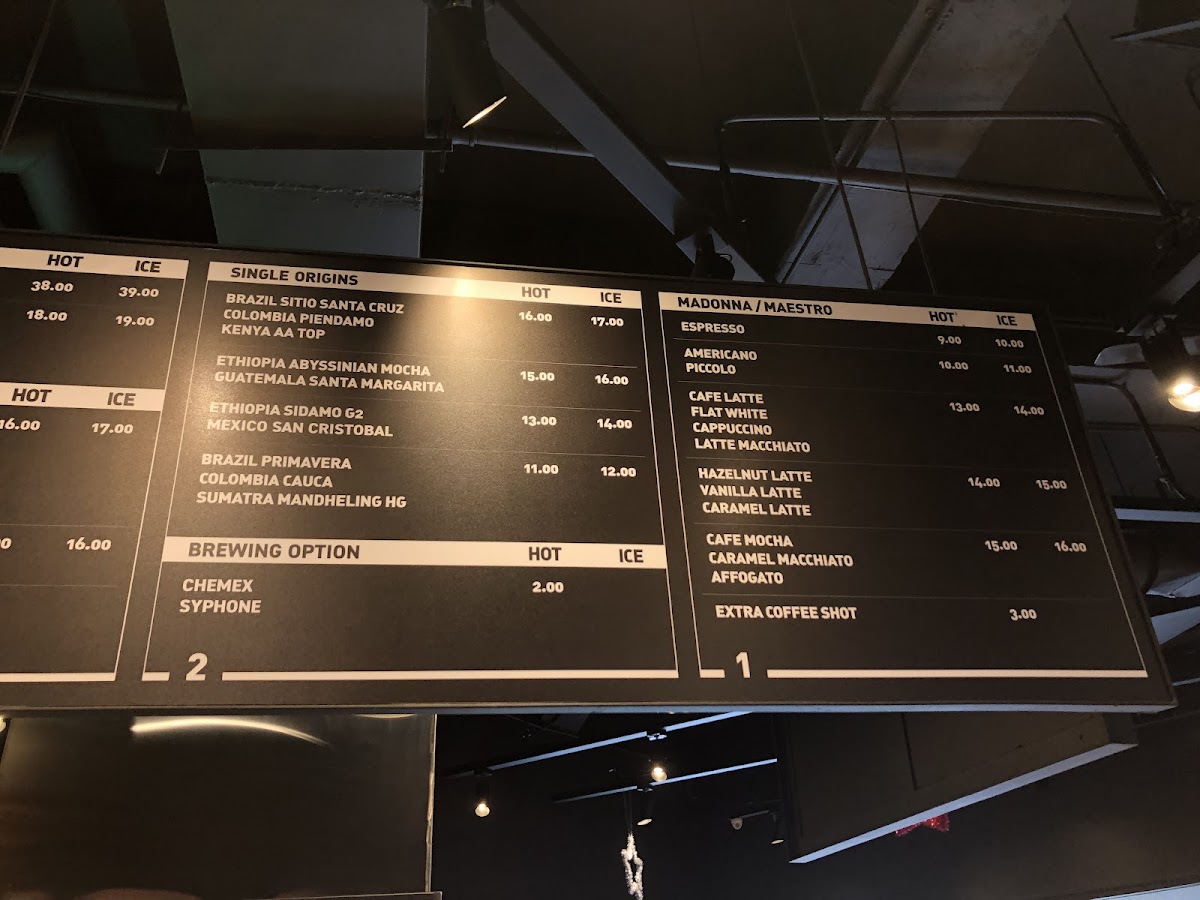 HOT ICE
38.00 39.00
18.00 19.00
HOT ICE
16.00 17.00
16.00
SINGLE ORIGINS HOT ICE
BRAZIL SITIO SANTA CRUZ 16.00 17.00
COLOMBIA PIENDAMO
KENYA AA TOP
ETHIOPIA ABYSSINIAN MOCHA 15.00 16.00
GUATEMALA SANTA MARGARITA
ETHIOPIA SIDAMO G2 13.00 14.00
MEXICO SAN CRISTOBAL
BRAZIL PRIMAVERA 11.00 12.00
COLOMBIA CAUCA
SUMATRA MANDHELING HG
BREWING OPTION HOT ICE
CHEMEX 2.00
SYPHONE
2
MADONNA / MAESTRO HOT ICE
ESPRESSO 9.00 10.00
AMERICANO 10.00 11.00
PICCOLO
CAFE LATTE 13.00 14.00
FLAT WHITE
CAPPUCCINO
LATTE MACCHIATO
HAZELNUT LATTE 14.00 15.00
VANILLA LATTE
CARAMEL LATTE
CAFE MOCHA 15.00 16.00
CARAMEL MACCHIATO
AFFOGATO
EXTRA COFFEE SHOT 3.00
1